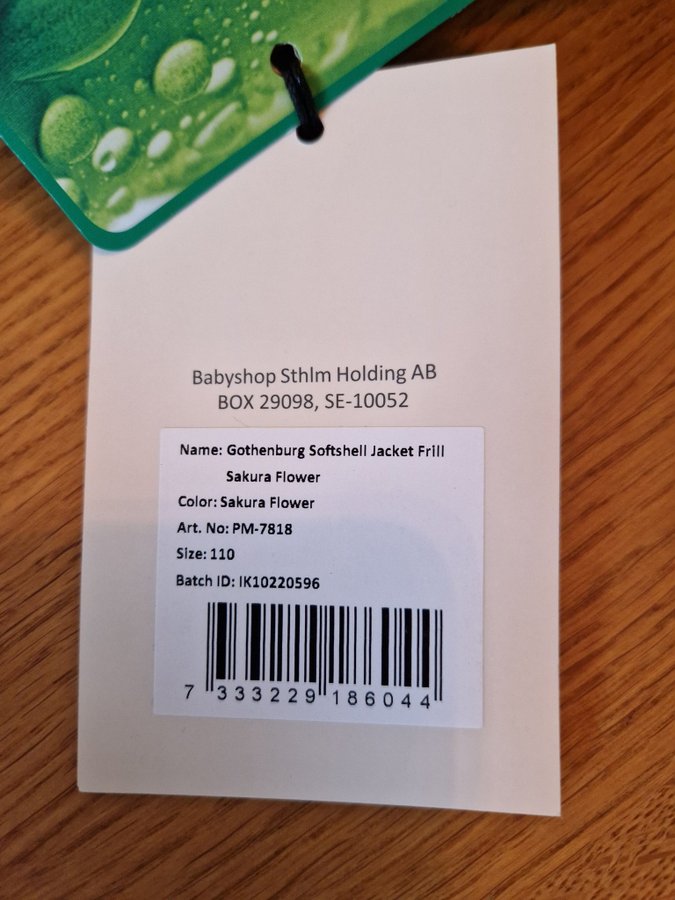 Babyshop Sthlm Holding AB
BOX 29098, SE-10052
Name: Gothenburg Softshell Jacket Frill
Sakura Flower
Color: Sakura Flower
Art. No: PM-7818
Size: 110
Batch ID: IK10220596
7 333229 186044